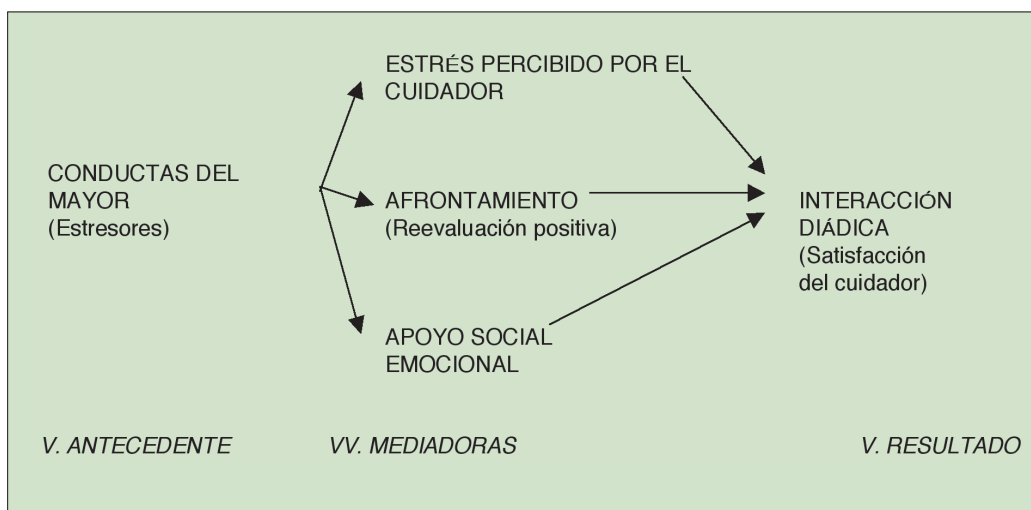 ESTRÉS PERCIBIDO POR EL
CUIDADOR
CONDUCTAS DEL
MAYOR
(Estresores)
AFRONTAMIENTO
(Reevaluación positiva)
INTERACCIÓN
DIÁDICA
(Satisfacción
del cuidador)
APOYO SOCIAL
EMOCIONAL
V. ANTECEDENTE
VV. MEDIADORAS
V. RESULTADO